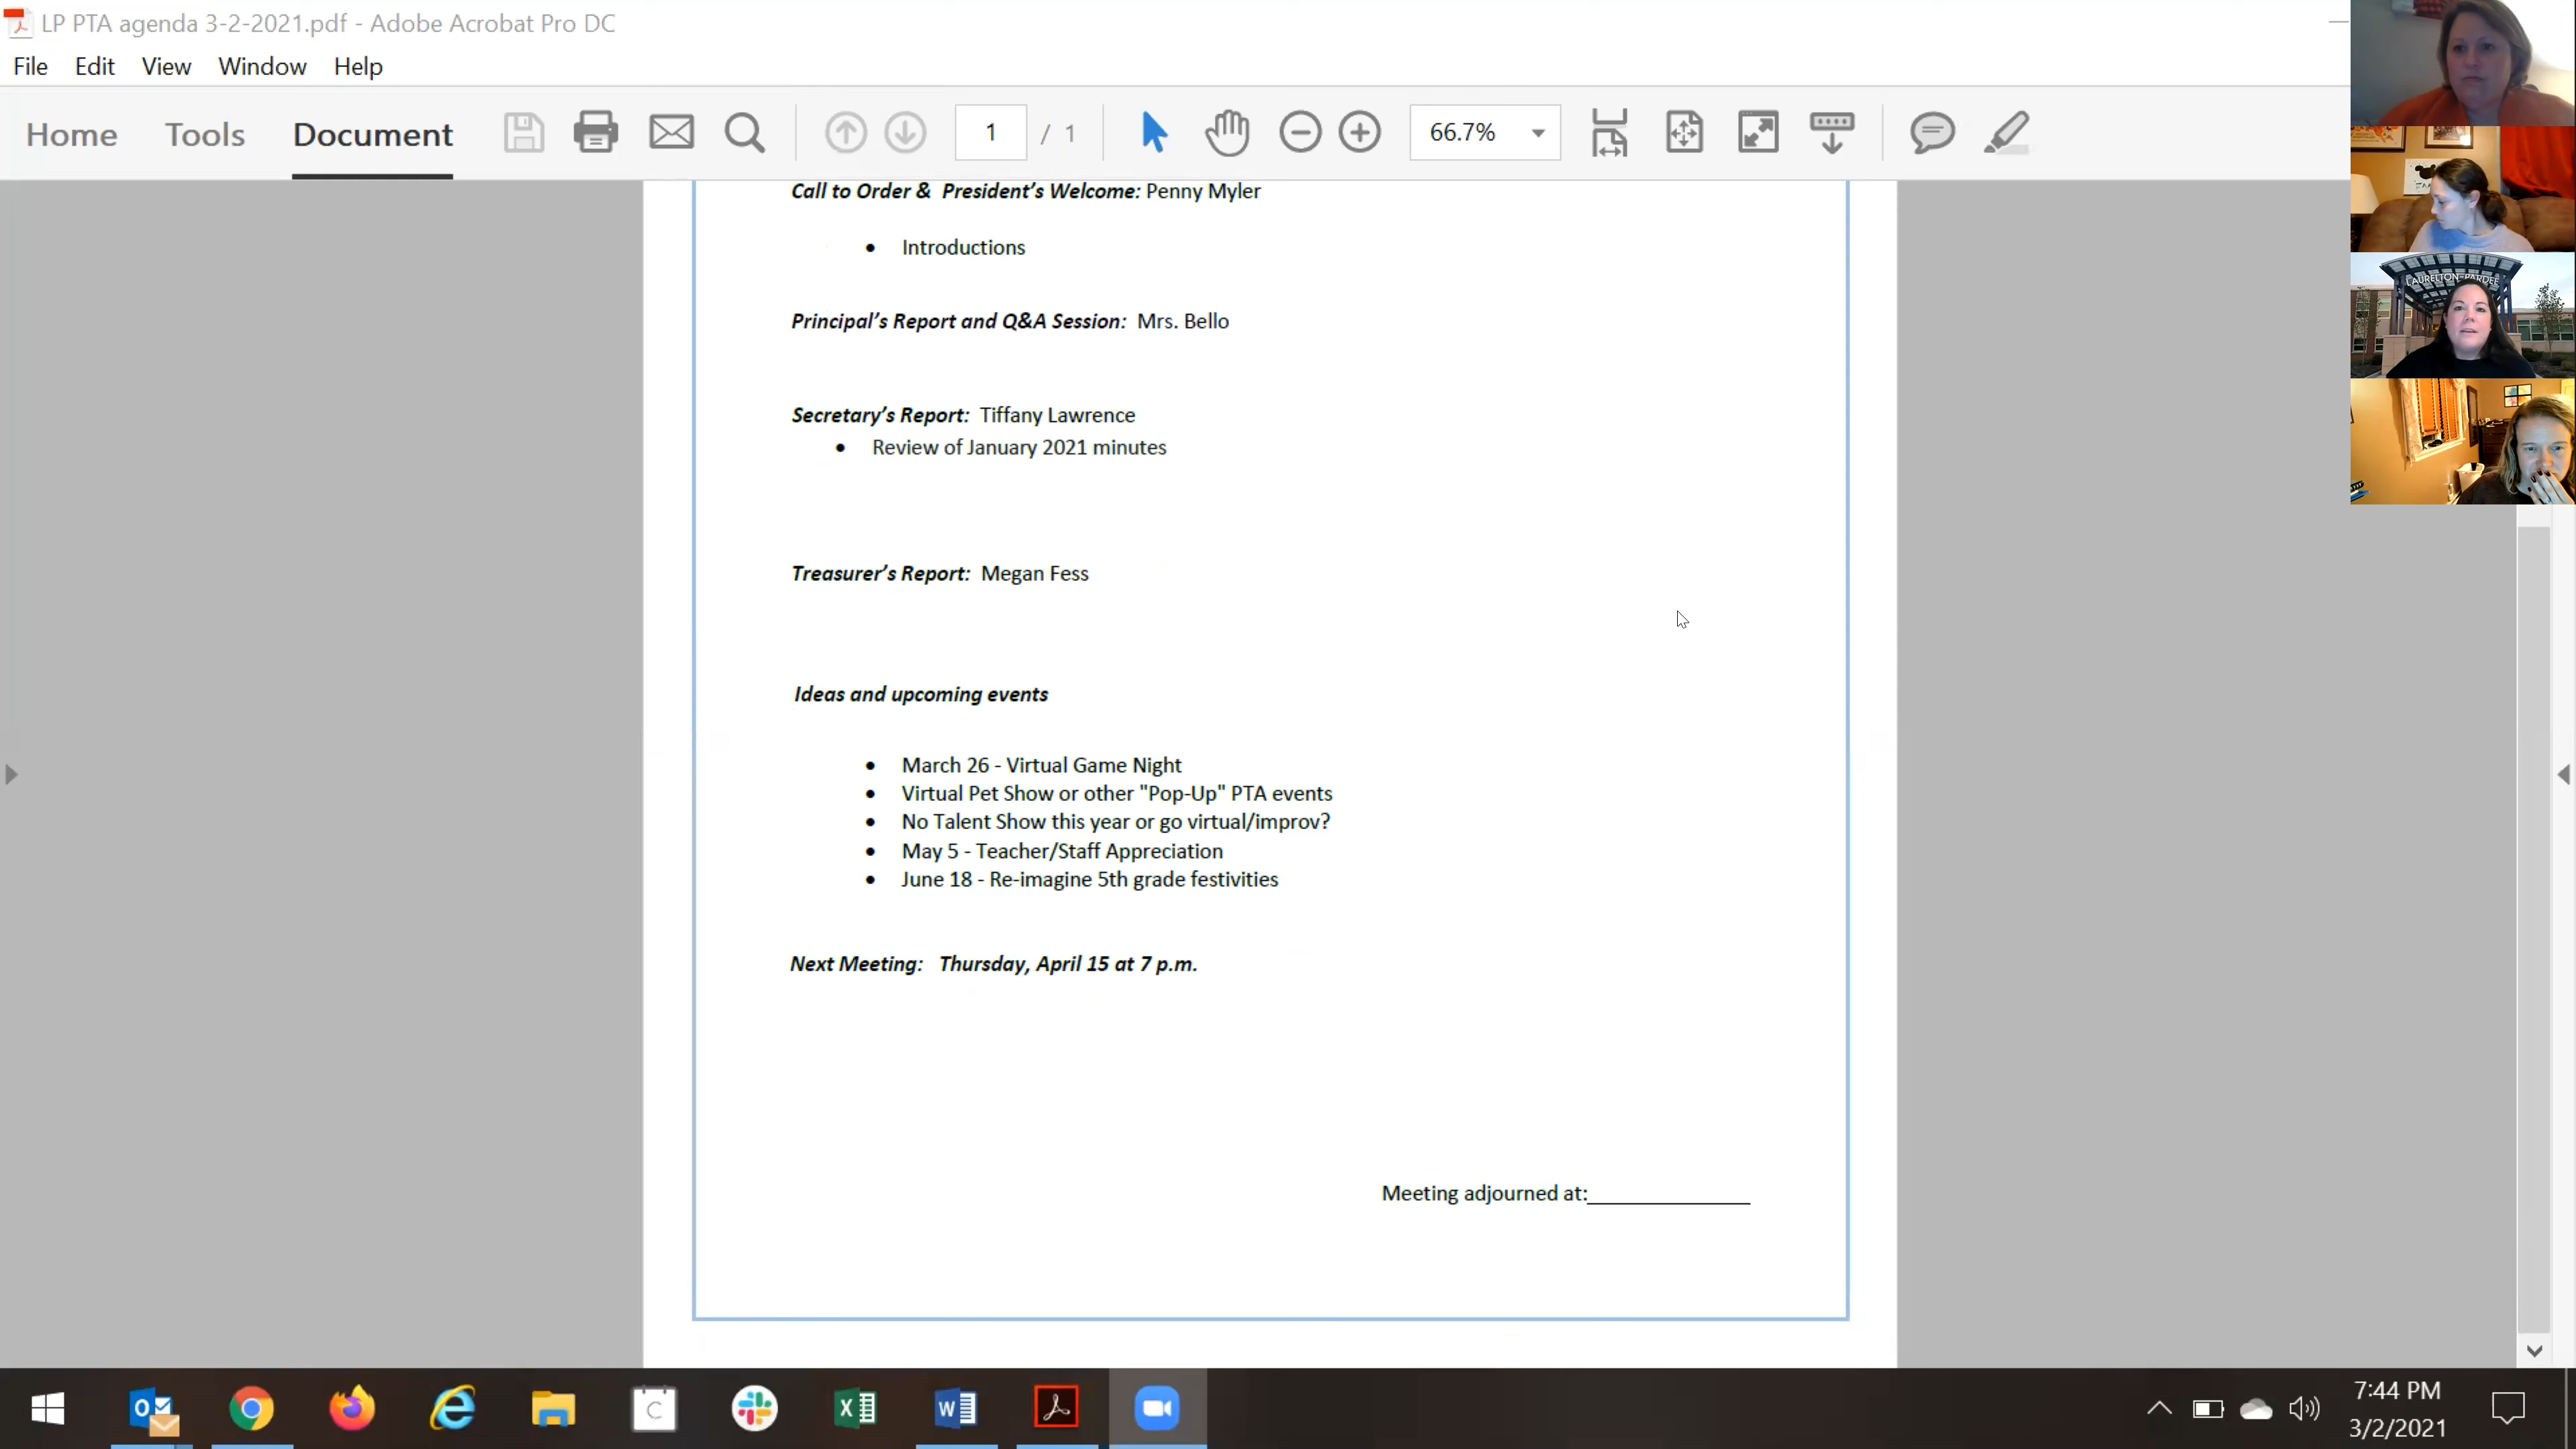 LP PTA agenda 3-2-2021.pdf - Adobe Acrobat Pro DC
File Edit View Window Help
Home Tools Document 1 / 1 66.7%
Call to Order & President's Welcome: Penny Myler
• Introductions
Principal's Report and Q&A Session: Mrs. Bello
Secretary's Report: Tiffany Lawrence
• Review of January 2021 minutes
Treasurer's Report: Megan Fess
Ideas and upcoming events
• March 26 - Virtual Game Night
• Virtual Pet Show or other "Pop-Up" PTA events
• No Talent Show this year or go virtual/improv?
• May 5 - Teacher/Staff Appreciation
• June 18 - Re-imagine 5th grade festivities
Next Meeting: Thursday, April 15 at 7 p.m.
Meeting adjourned at:_______________
LAURELTON-PARDEE
7:44 PM
3/2/2021